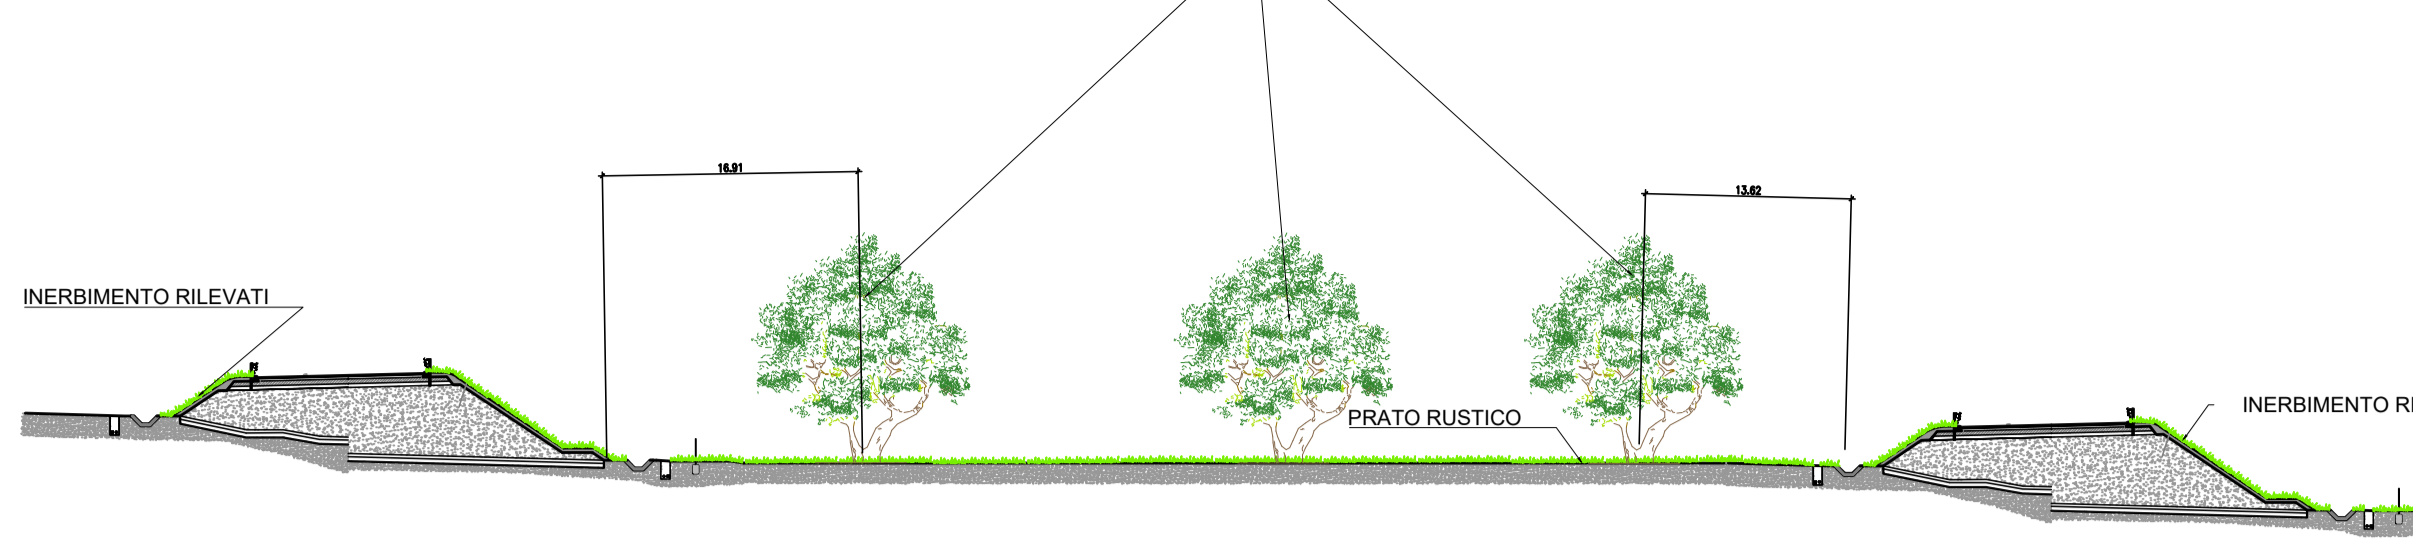 16.91
13.62
INERBIMENTO RILEVATI
INERBIMENTO RI
PRATO RUSTICO